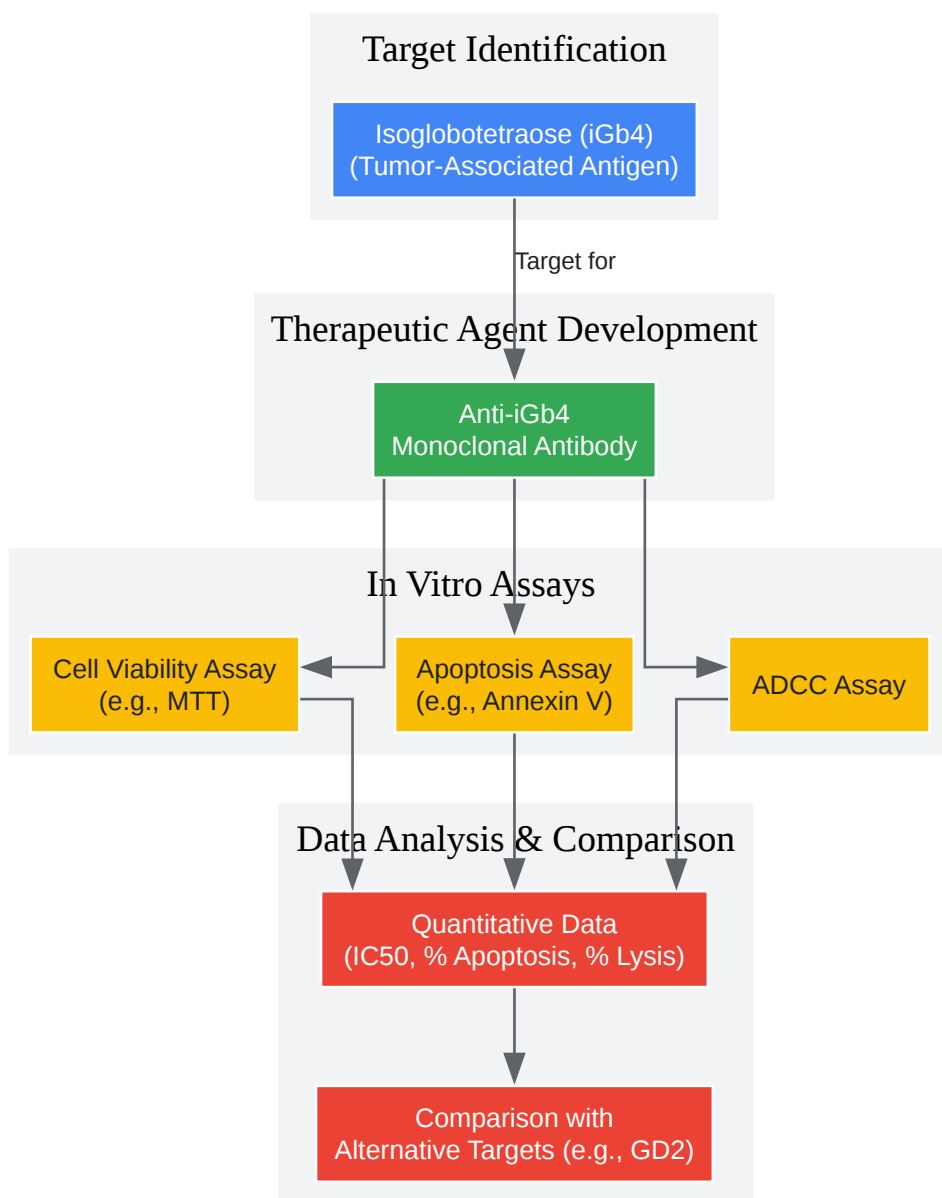 Target Identification
Isoglobotetraose (iGb4)
(Tumor-Associated Antigen)
Target for
Therapeutic Agent Development
Anti-iGb4
Monoclonal Antibody
In Vitro Assays
Cell Viability Assay
(e.g., MTT)
Apoptosis Assay
(e.g., Annexin V)
ADCC Assay
Data Analysis & Comparison
Quantitative Data
(IC50, % Apoptosis, % Lysis)
Comparison with
Alternative Targets (e.g., GD2)